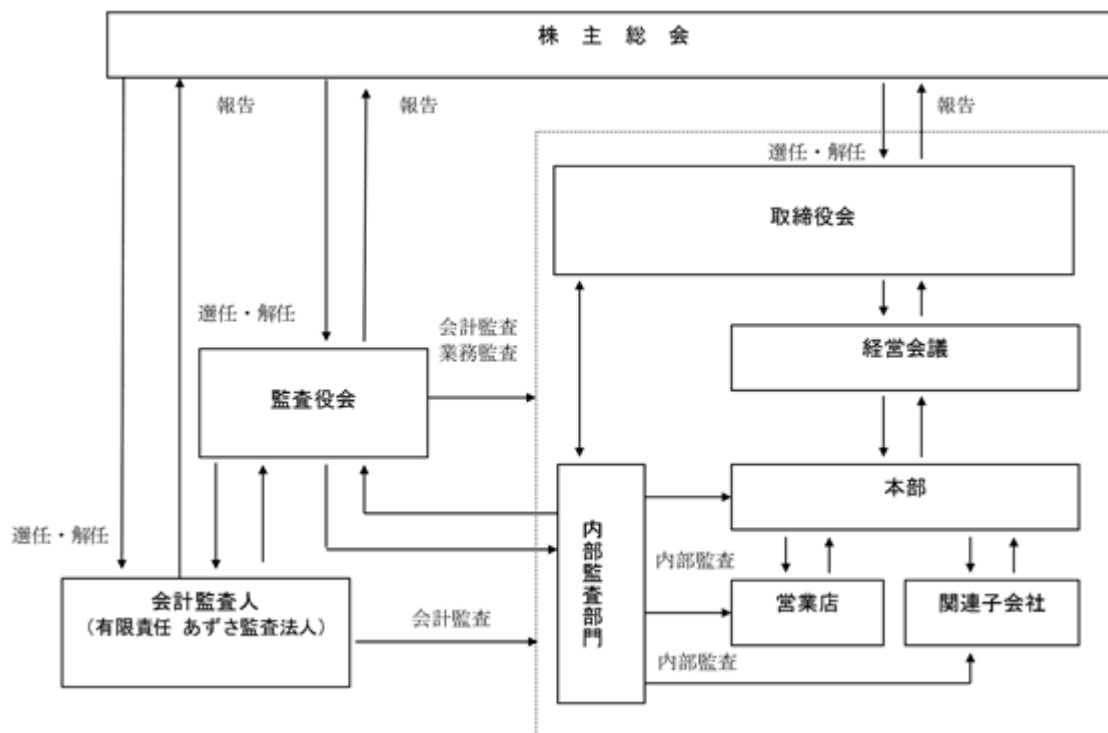 株 主 総 会
報告
報告
報告
選任・解任
取締役会
選任・解任
会計監査
業務監査
経営会議
監査役会
本部
選任・解任
内部監査部門
内部監査
会計監査人
(有限責任 あずさ監査法人)
営業店
関連子会社
会計監査
内部監査